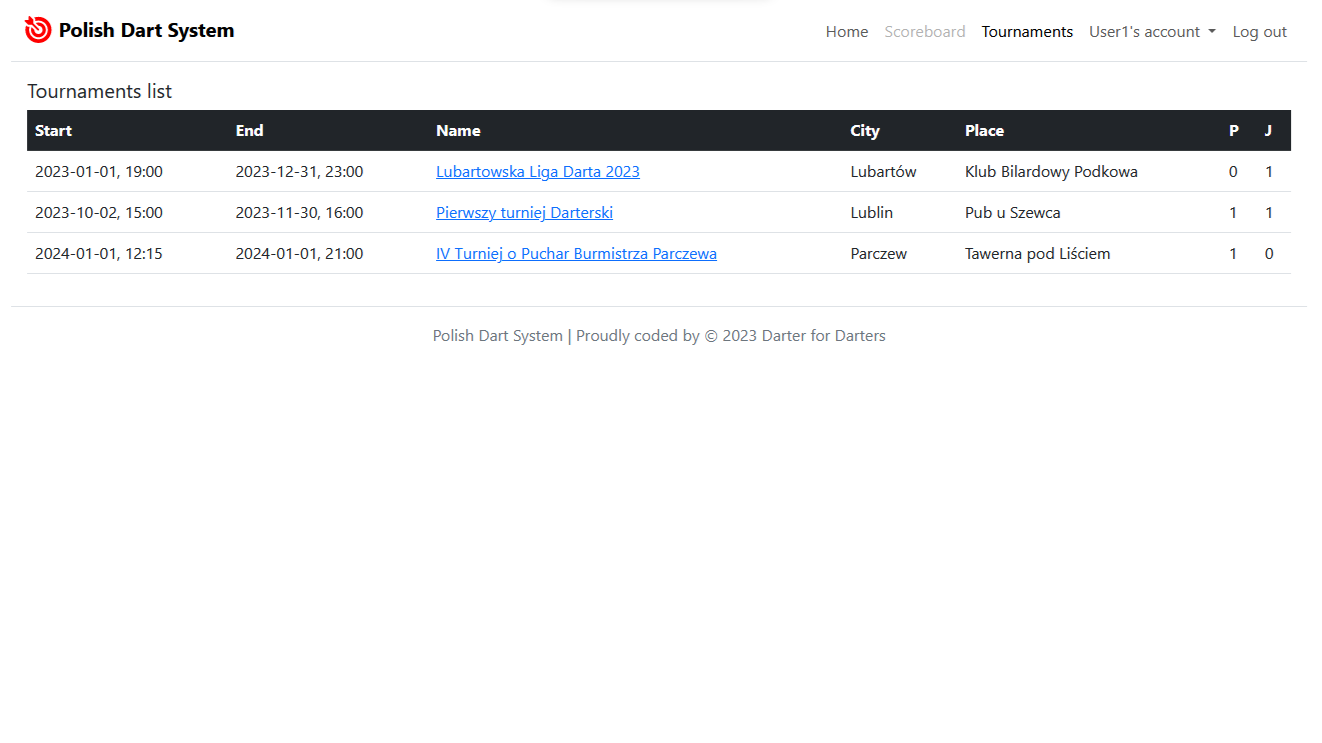 Polish Dart System Home Scoreboard Tournaments User1's account Log out
Tournaments list
Start End Name City Place P J
2023-01-01, 19:00 2023-12-31, 23:00 Lubartowska Liga Darta 2023 Lubartów Klub Bilardowy Podkowa 0 1
2023-10-02, 15:00 2023-11-30, 16:00 Pierwszy turniej Darterski Lublin Pub u Szewca 1 1
2024-01-01, 12:15 2024-01-01, 21:00 IV Turniej o Puchar Burmistrza Parczewa Parczew Tawerna pod Liściem 1 0
Polish Dart System | Proudly coded by © 2023 Darter for Darters